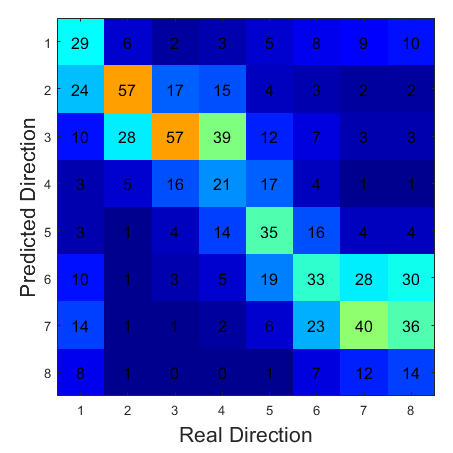 1 29 6 2 3 5 8 9 10
2 24 57 17 15 4 3 2 2
3 10 28 57 39 12 7 3 3
4 3 5 16 21 17 4 1 1
5 3 1 4 14 35 16 4 4
6 10 1 3 5 19 33 28 30
7 14 1 1 2 6 23 40 36
8 8 1 0 0 1 7 12 14
1 2 3 4 5 6 7 8
Real Direction
Predicted Direction